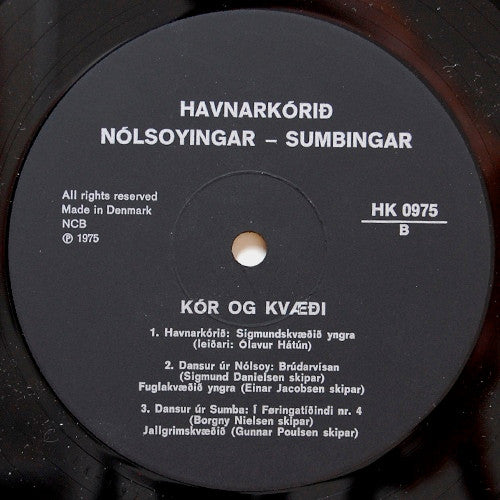 HAVNARKÓRIÐ
NÓLSOYINGAR – SUMBINGAR
All rights reserved
Made in Denmark
NCB
℗ 1975
HK 0975
B
KÓR OG KVÆÐI
1. Havnarkórið: Sigmundskvæðið yngra
(leiðari: Ólavur Hátún)
2. Dansur úr Nólsoy: Brúdarvísan
(Sigmund Danielsen skipar)
Fuglakvæðið yngra (Einar Jacobsen skipar)
3. Dansur úr Sumba: Í Føringatíðindi nr. 4
(Borgny Nielsen skipar)
Jallgrimskvæðið (Gunnar Poulsen skipar)